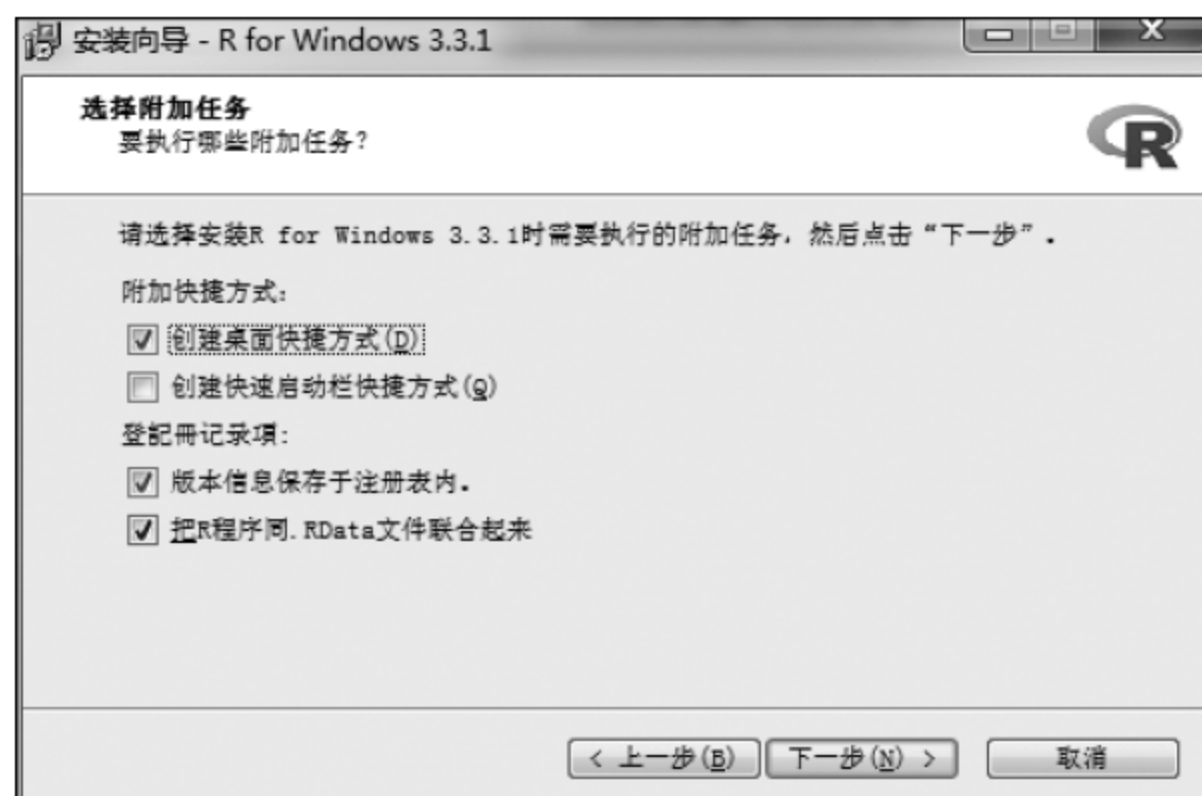 安装向导 - R for Windows 3.3.1
选择附加任务
要执行哪些附加任务?
R
请选择安装R for Windows 3.3.1时需要执行的附加任务，然后点击“下一步”.
附加快捷方式:
创建桌面快捷方式(D)
创建快速启动栏快捷方式(Q)
登記冊记录項:
版本信息保存于注册表内.
把R程序同.RData文件联合起来
< 上一步(B) 下一步(N) > 取消